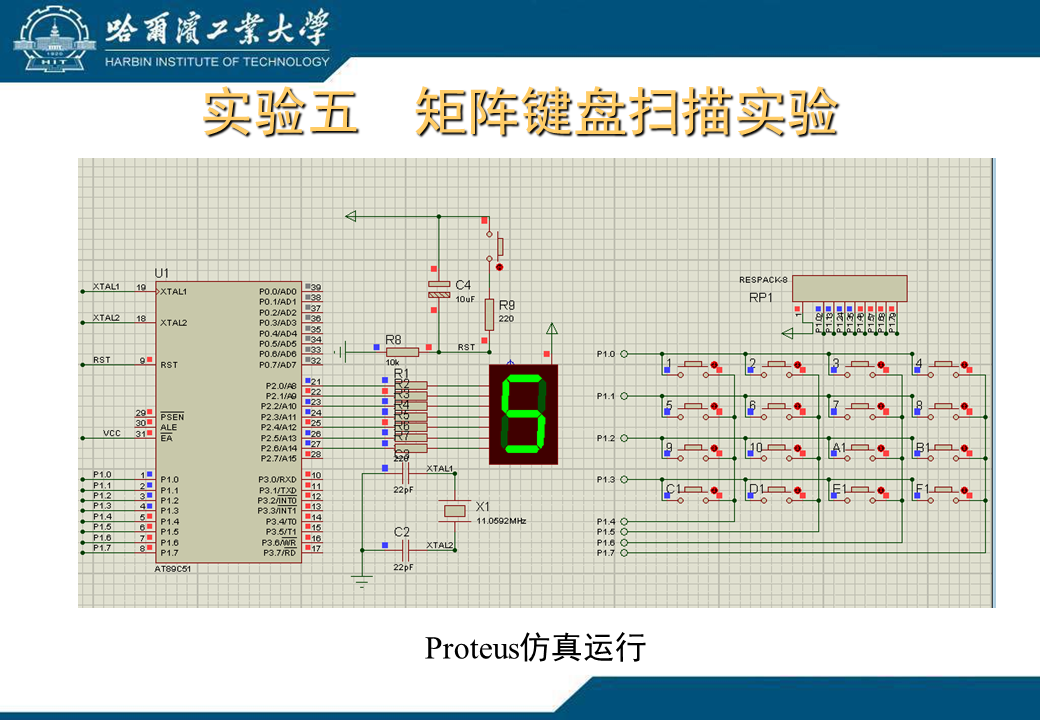 哈尔滨工业大学
HARBIN INSTITUTE OF TECHNOLOGY
1920
HIT
实验五 矩阵键盘扫描实验
U1
XTAL1 19 XTAL1
XTAL2 18 XTAL2
RST 9 RST
29 PSEN
30 ALE
VCC 31 EA
P1.0 1 P1.0
P1.1 2 P1.1
P1.2 3 P1.2
P1.3 4 P1.3
P1.4 5 P1.4
P1.5 6 P1.5
P1.6 7 P1.6
P1.7 8 P1.7
P0.0/AD0 39
P0.1/AD1 38
P0.2/AD2 37
P0.3/AD3 36
P0.4/AD4 35
P0.5/AD5 34
P0.6/AD6 33
P0.7/AD7 32
P2.0/A8 21
P2.1/A9 22
P2.2/A10 23
P2.3/A11 24
P2.4/A12 25
P2.5/A13 26
P2.6/A14 27
P2.7/A15 28
P3.0/RXD 10
P3.1/TXD 11
P3.2/INT0 12
P3.3/INT1 13
P3.4/T0 14
P3.5/T1 15
P3.6/WR 16
P3.7/RD 17
AT89C51
C4
10uF
R9
220
R8
10k
RST
R1
R2
R3
R4
R5
R6
R7
220
XTAL1
22pF
X1
11.0592MHz
C2
XTAL2
22pF
5
RESPACK-8
RP1
1
P1.0
1 2 3 4
P1.1
5 6 7 8
P1.2
9 10 A1 B1
P1.3
C1 D1 E1 F1
P1.4
P1.5
P1.6
P1.7
Proteus仿真运行